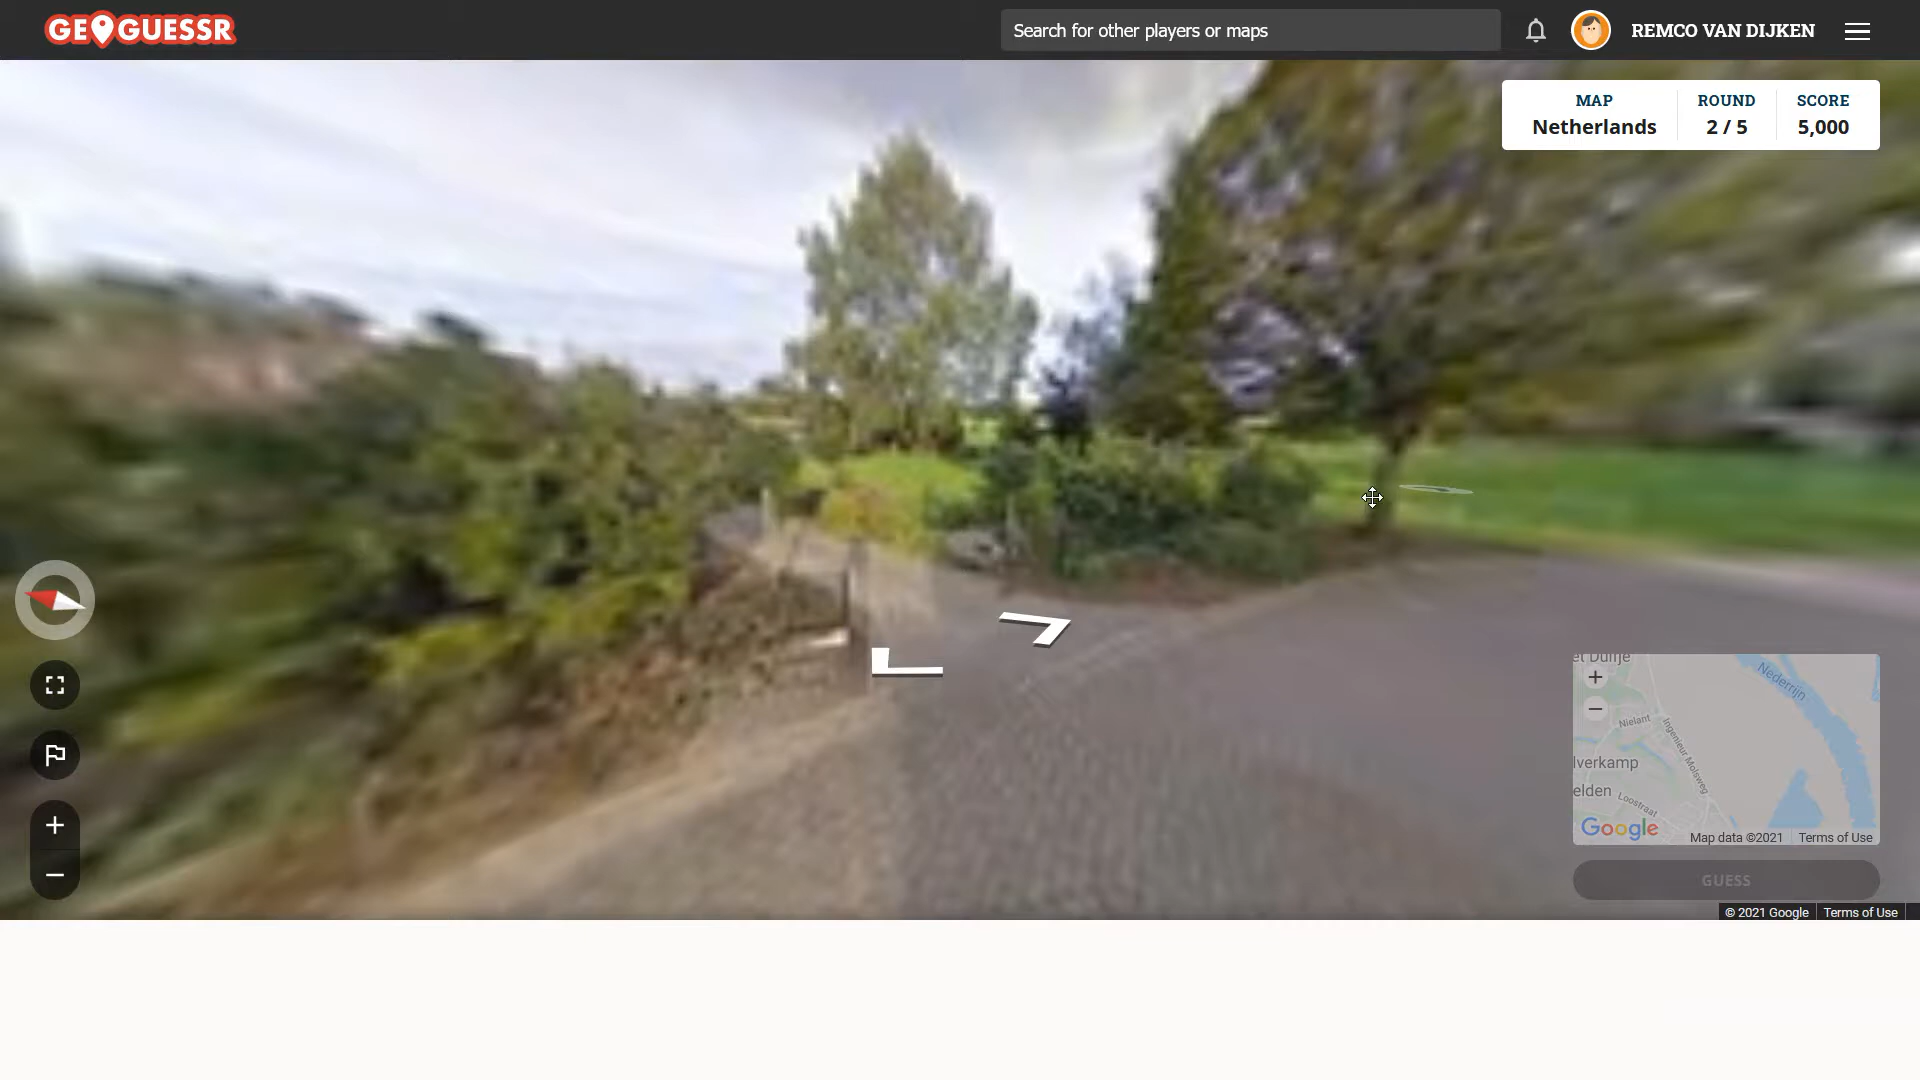 GEOGUESSR
Search for other players or maps
REMCO VAN DIJKEN
MAP
Netherlands
ROUND
2 / 5
SCORE
5,000
et Duifje
Nederrijn
Nielant
Ingenieur Molsweg
lverkamp
elden
Loostraat
Google
Map data ©2021
Terms of Use
GUESS
© 2021 Google
Terms of Use